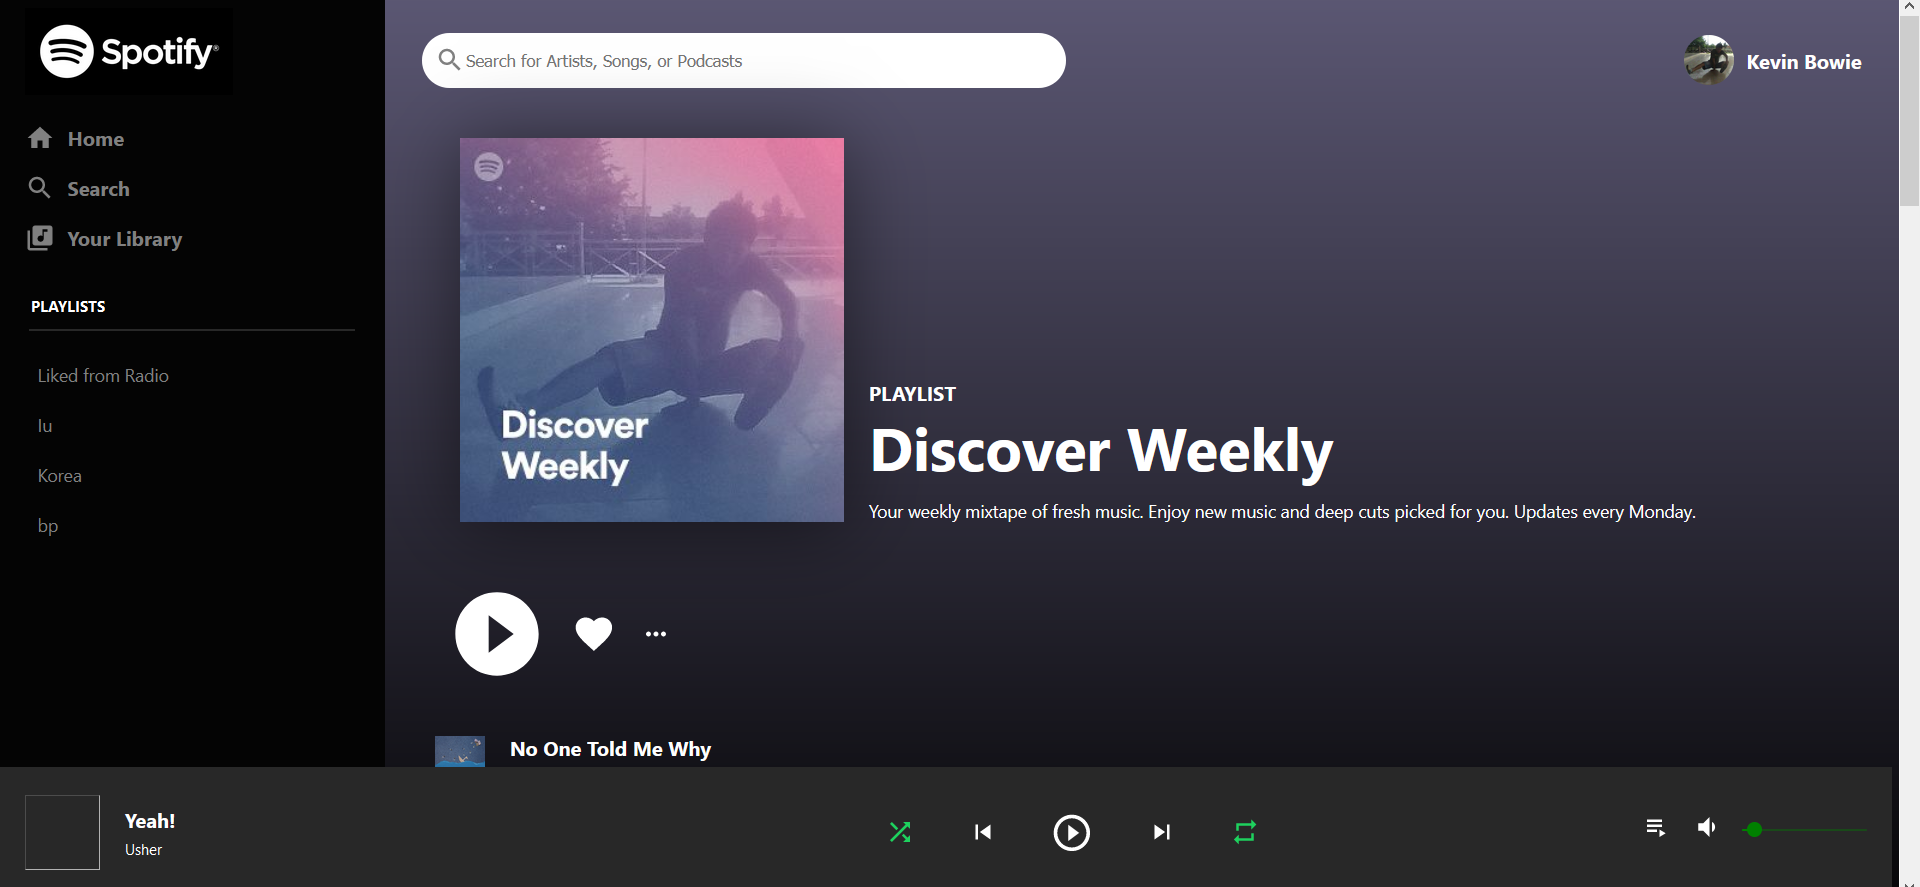 Spotify®
Home
Search
Your Library
PLAYLISTS
Liked from Radio
Iu
Korea
bp
Search for Artists, Songs, or Podcasts
Kevin Bowie
Discover
Weekly
PLAYLIST
Discover Weekly
Your weekly mixtape of fresh music. Enjoy new music and deep cuts picked for you. Updates every Monday.
No One Told Me Why
Yeah!
Usher